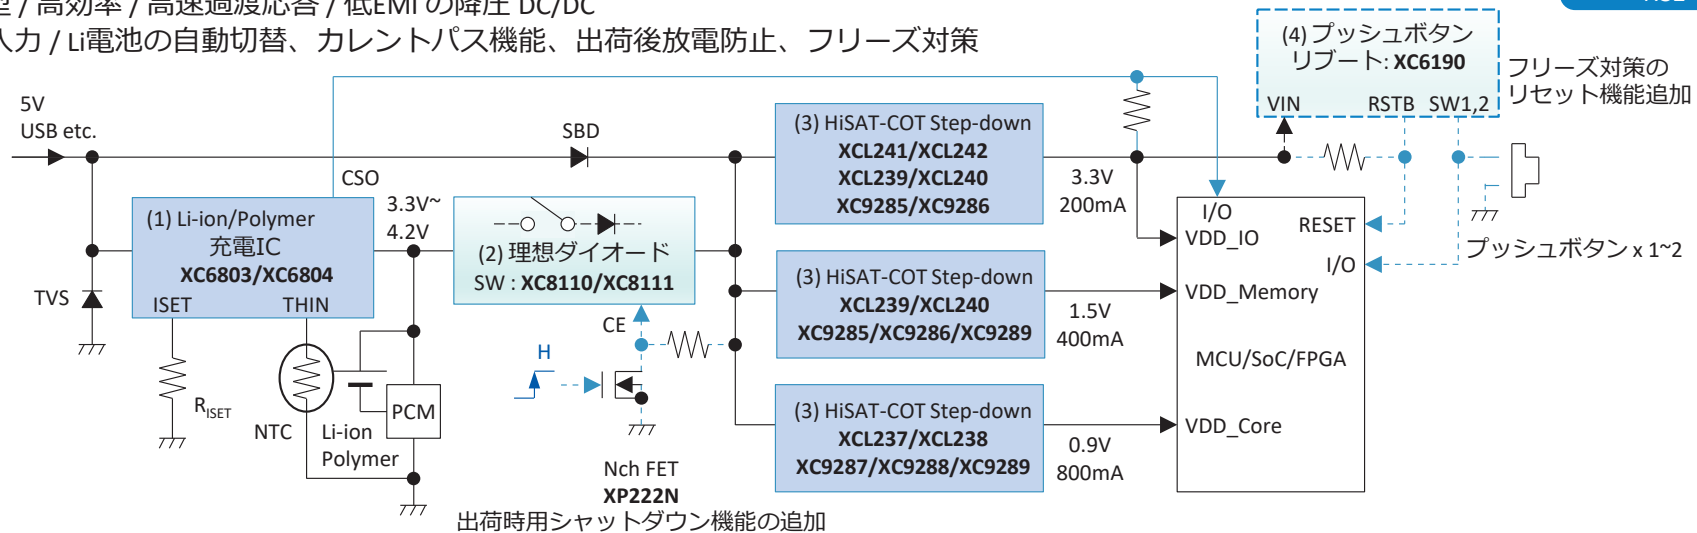 / 高効率 / 高速過渡応答 / 低EMI の降圧 DC/DC
入力 / Li電池の自動切替、カレントパス機能、出荷後放電防止、フリーズ対策
5V
USB etc.
SBD
CSO
(1) Li-ion/Polymer
充電IC
XC6803/XC6804
ISET
THIN
TVS
R_ISET
NTC
Li-ion
Polymer
PCM
3.3V~
4.2V
(2) 理想ダイオード
SW : XC8110/XC8111
CE
H
Nch FET
XP222N
出荷時用シャットダウン機能の追加
(3) HiSAT-COT Step-down
XCL241/XCL242
XCL239/XCL240
XC9285/XC9286
3.3V
200mA
(3) HiSAT-COT Step-down
XCL239/XCL240
XC9285/XC9286/XC9289
1.5V
400mA
(3) HiSAT-COT Step-down
XCL237/XCL238
XC9287/XC9288/XC9289
0.9V
800mA
(4) プッシュボタン
リブート: XC6190
VIN
RSTB
SW1,2
フリーズ対策の
リセット機能追加
I/O
VDD_IO
RESET
I/O
VDD_Memory
MCU/SoC/FPGA
VDD_Core
プッシュボタン x 1~2